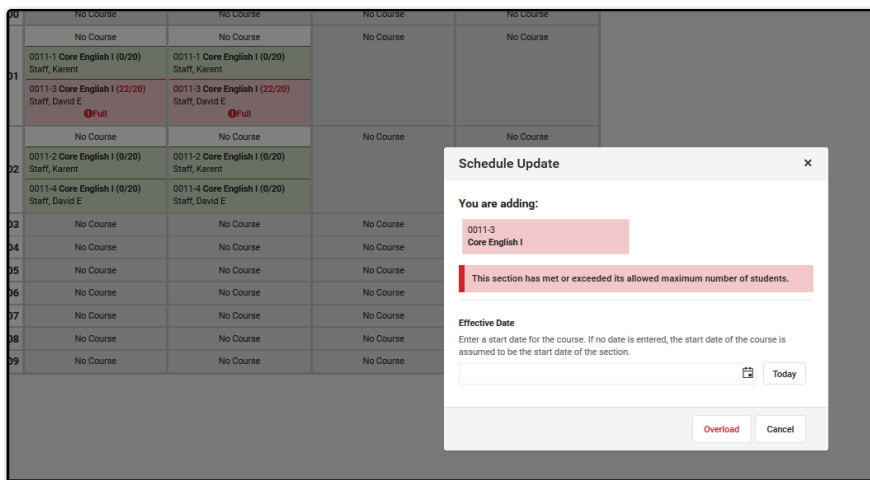 00 No Course No Course No Course No Course
No Course No Course No Course No Course
01
0011-1 Core English I (0/20) 0011-1 Core English I (0/20)
Staff, Karent Staff, Karent
0011-3 Core English I (22/20) 0011-3 Core English I (22/20)
Staff, David E Staff, David E
Full Full
No Course No Course No Course No Course
02
0011-2 Core English I (0/20) 0011-2 Core English I (0/20)
Staff, Karent Staff, Karent
0011-4 Core English I (0/20) 0011-4 Core English I (0/20)
Staff, David E Staff, David E
03 No Course No Course No Course
04 No Course No Course No Course
05 No Course No Course No Course
06 No Course No Course No Course
07 No Course No Course No Course
08 No Course No Course No Course
09 No Course No Course No Course
Schedule Update
You are adding:
0011-3
Core English I
This section has met or exceeded its allowed maximum number of students.
Effective Date
Enter a start date for the course. If no date is entered, the start date of the course is
assumed to be the start date of the section.
Today
Overload Cancel